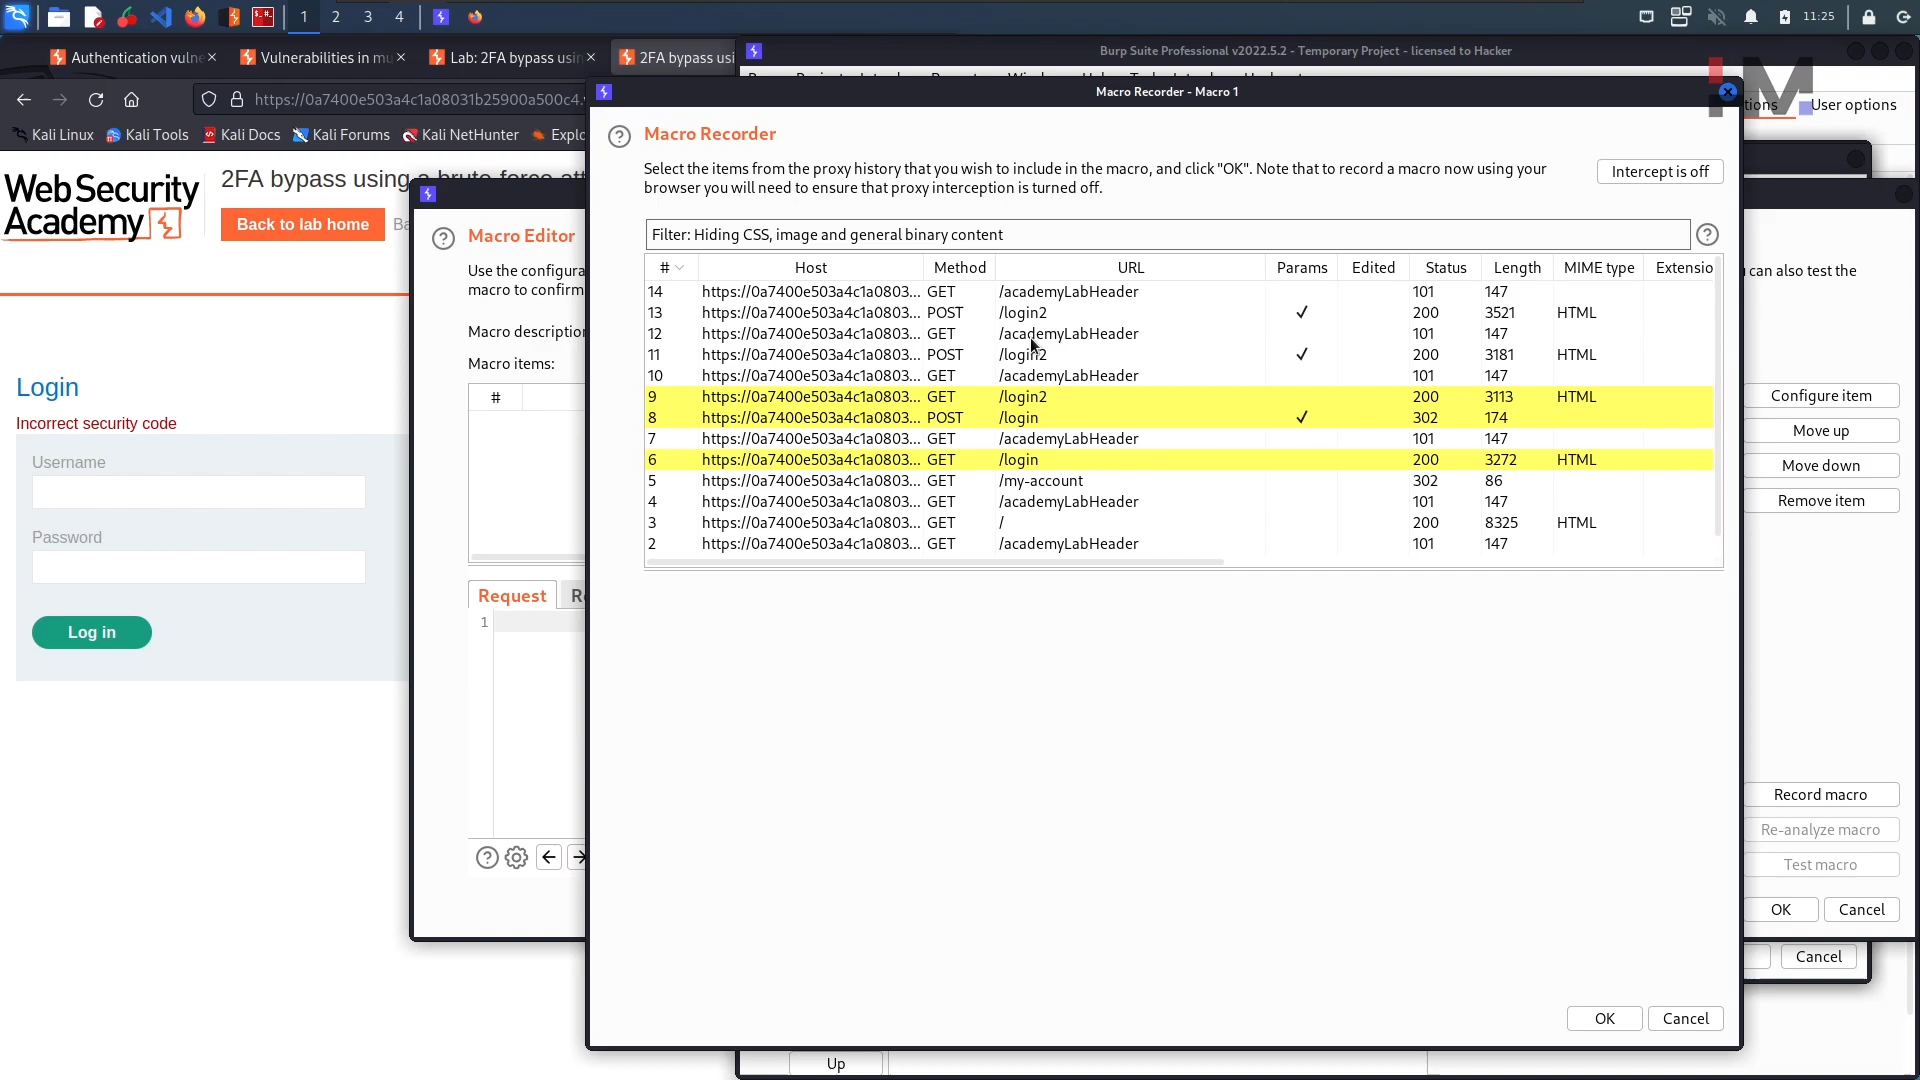 1 2 3 4 11:25
Authentication vulne
Vulnerabilities in mu
Lab: 2FA bypass usin
2FA bypass usi
https://0a7400e503a4c1a08031b25900a500c4.
Kali Linux Kali Tools Kali Docs Kali Forums Kali NetHunter Explo
Web Security
Academy
2FA bypass using a brute-force att
Back to lab home
Login
Incorrect security code
Username
Password
Log in
Burp Suite Professional v2022.5.2 - Temporary Project - licensed to Hacker
User options
can also test the
Macro Editor
Use the configura
macro to confirm
Macro description
Macro items:
#
Request
1
Macro Recorder - Macro 1
Macro Recorder
Select the items from the proxy history that you wish to include in the macro, and click "OK". Note that to record a macro now using your
browser you will need to ensure that proxy interception is turned off.
Intercept is off
Filter: Hiding CSS, image and general binary content
# Host Method URL Params Edited Status Length MIME type Extensio
14 https://0a7400e503a4c1a0803... GET /academyLabHeader 101 147
13 https://0a7400e503a4c1a0803... POST /login2 ✓ 200 3521 HTML
12 https://0a7400e503a4c1a0803... GET /academyLabHeader 101 147
11 https://0a7400e503a4c1a0803... POST /login2 ✓ 200 3181 HTML
10 https://0a7400e503a4c1a0803... GET /academyLabHeader 101 147
9 https://0a7400e503a4c1a0803... GET /login2 200 3113 HTML
8 https://0a7400e503a4c1a0803... POST /login ✓ 302 174
7 https://0a7400e503a4c1a0803... GET /academyLabHeader 101 147
6 https://0a7400e503a4c1a0803... GET /login 200 3272 HTML
5 https://0a7400e503a4c1a0803... GET /my-account 302 86
4 https://0a7400e503a4c1a0803... GET /academyLabHeader 101 147
3 https://0a7400e503a4c1a0803... GET / 200 8325 HTML
2 https://0a7400e503a4c1a0803... GET /academyLabHeader 101 147
OK Cancel
Configure item
Move up
Move down
Remove item
Record macro
Re-analyze macro
Test macro
OK Cancel
Cancel
Up